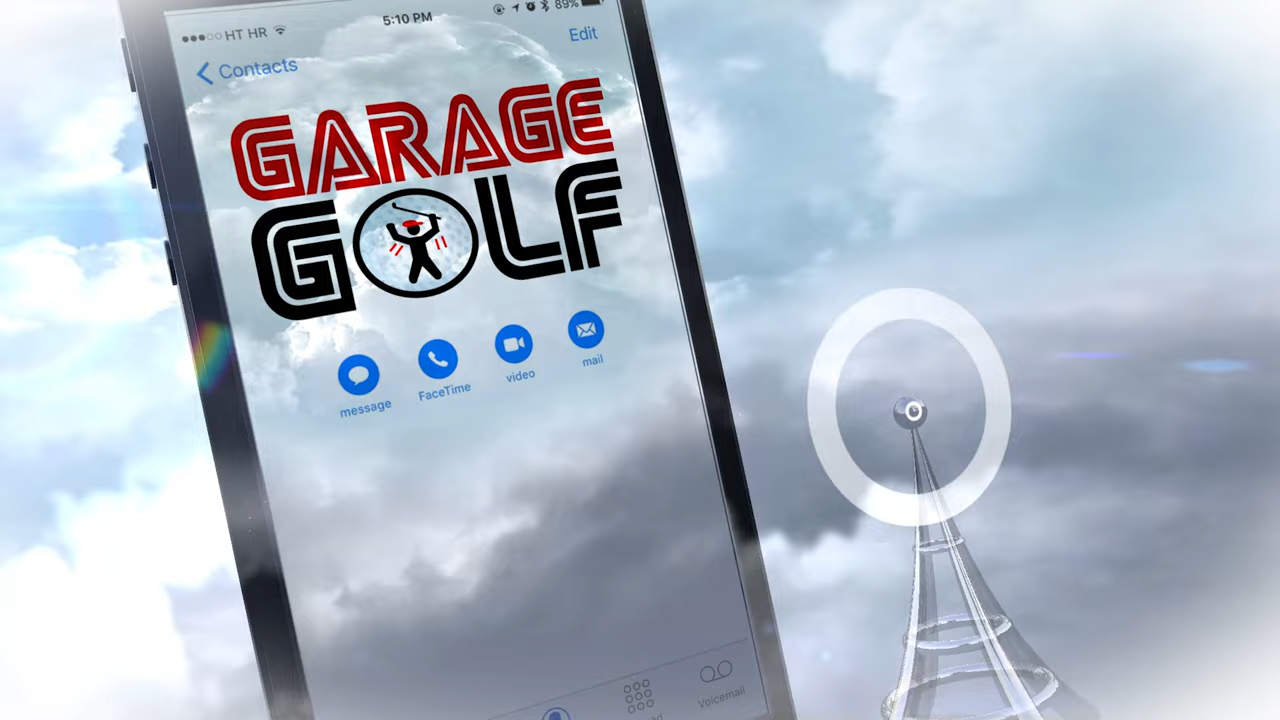 HT HR 5:10 PM 89%
Contacts Edit
GARAGE
GOLF
message FaceTime video mail
Voicemail